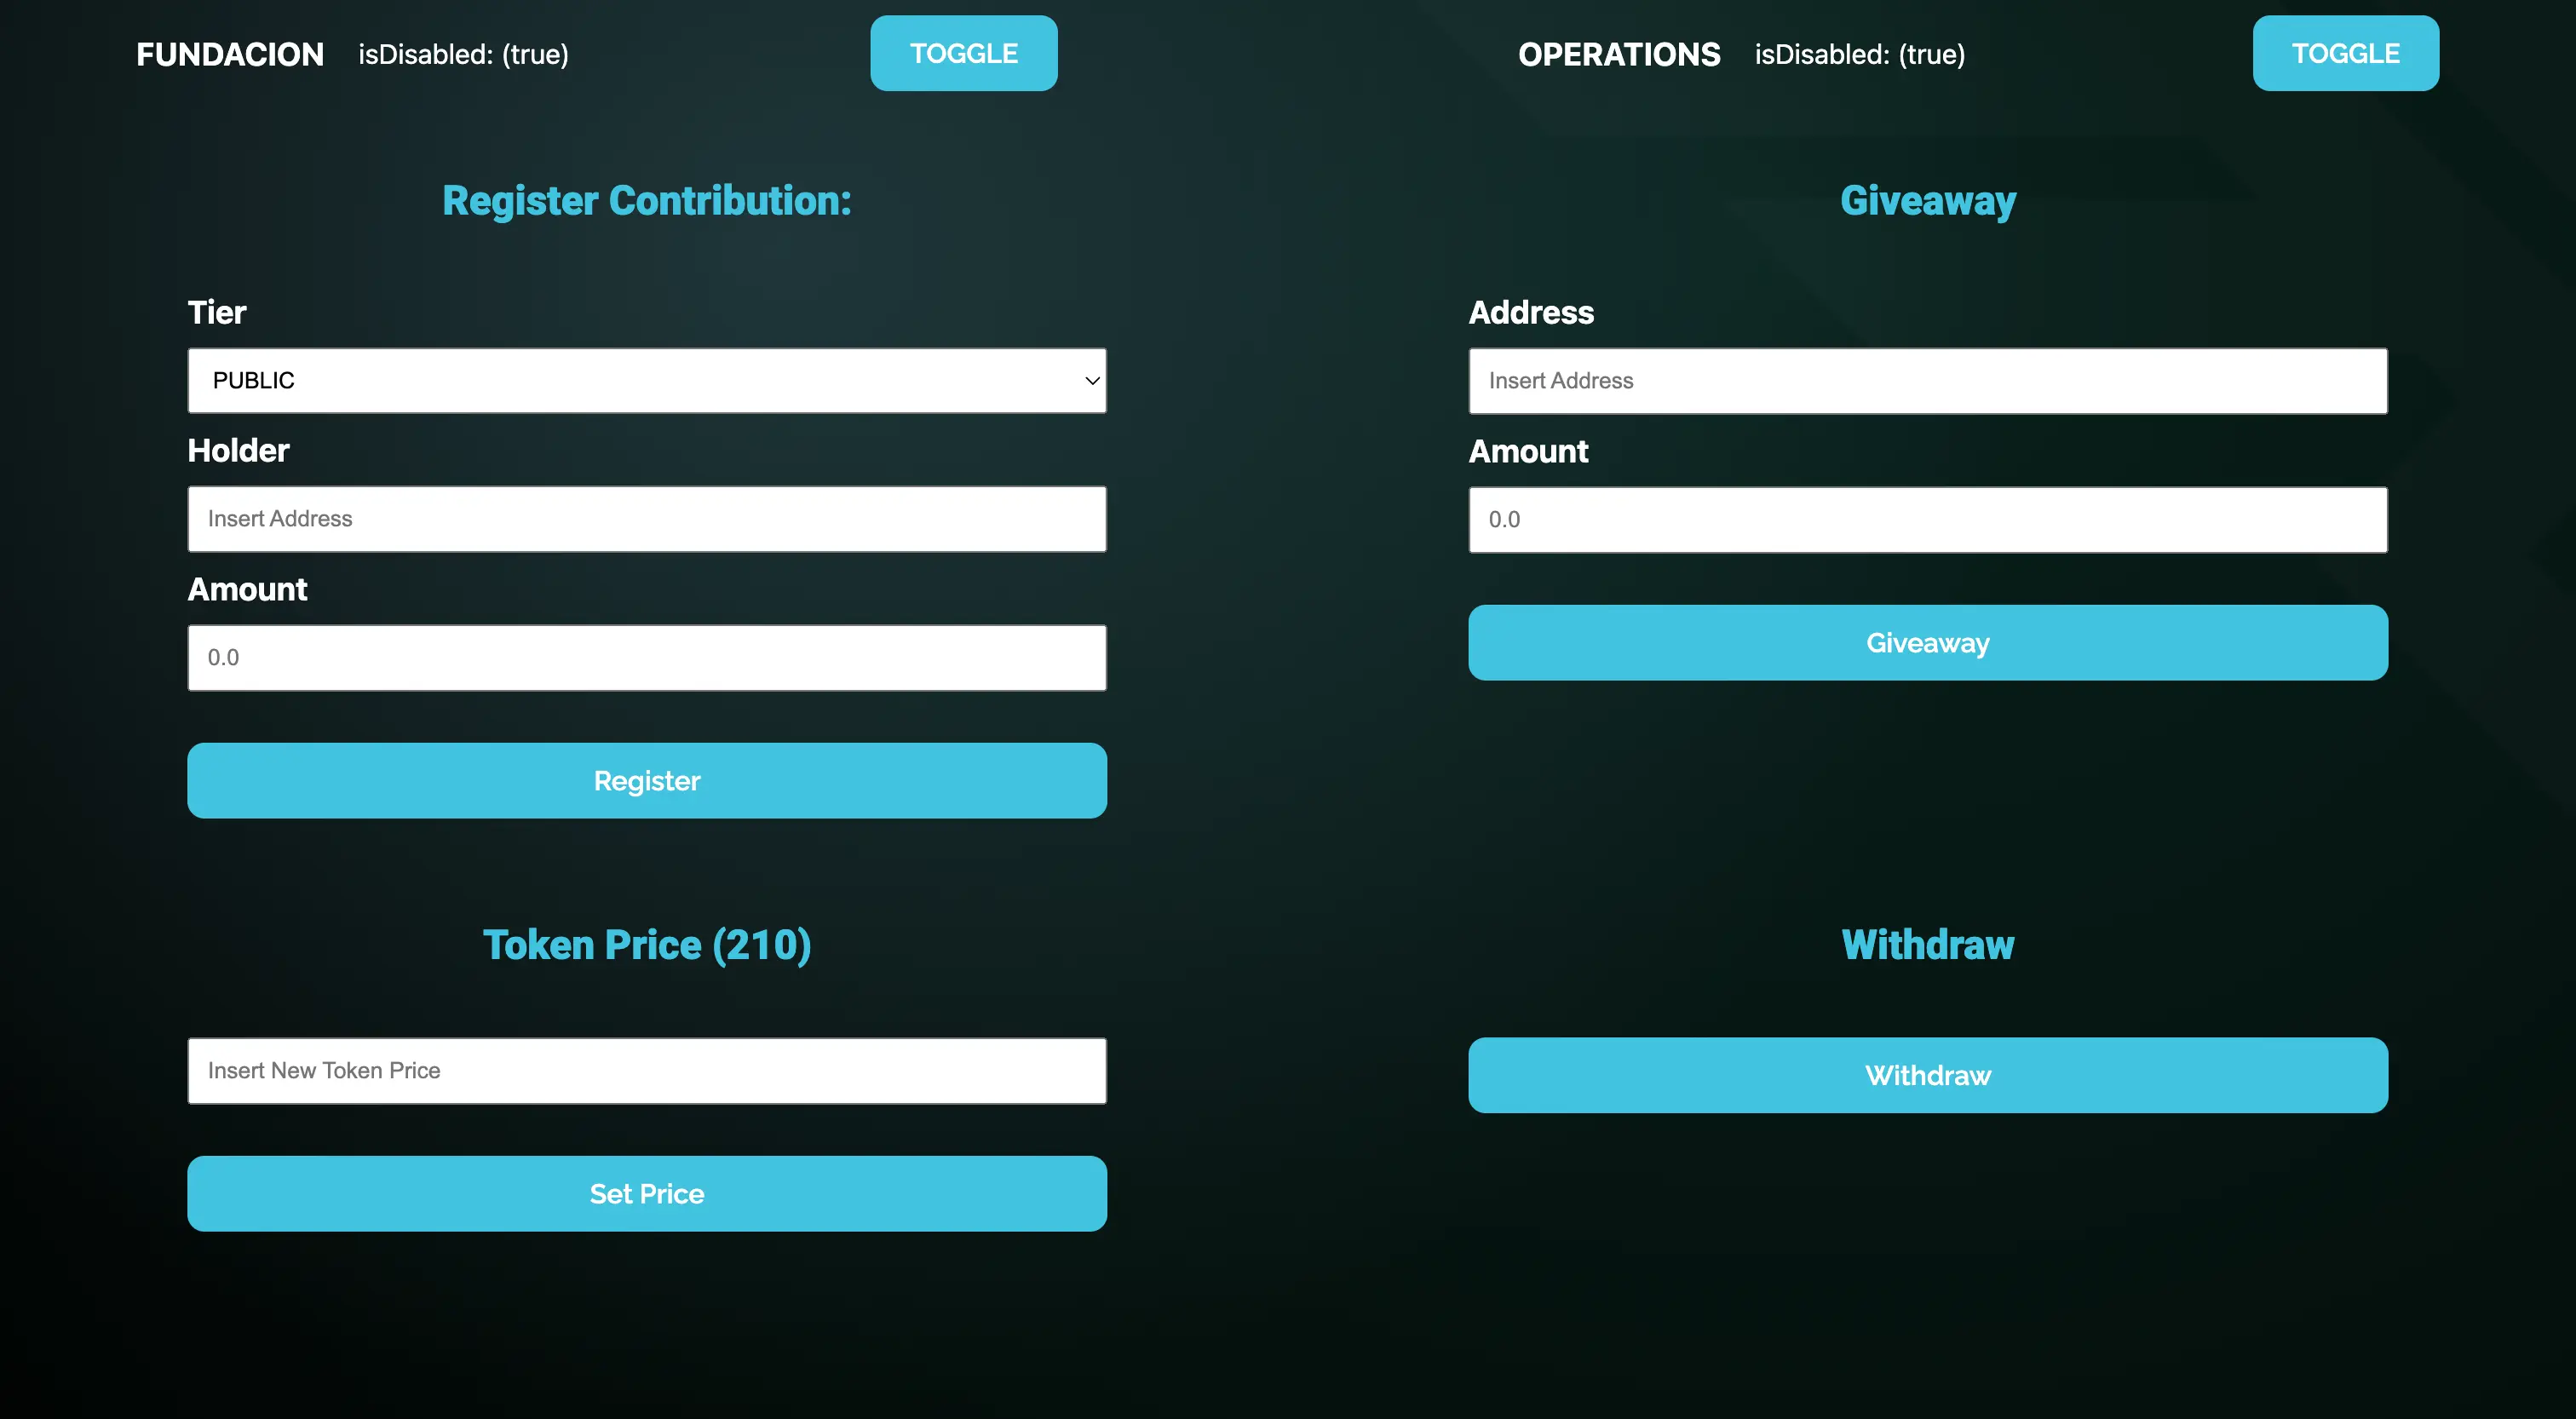 FUNDACION isDisabled: (true) TOGGLE
OPERATIONS isDisabled: (true) TOGGLE
Register Contribution:
Tier
PUBLIC
Holder
Insert Address
Amount
0.0
Register
Giveaway
Address
Insert Address
Amount
0.0
Giveaway
Token Price (210)
Insert New Token Price
Set Price
Withdraw
Withdraw